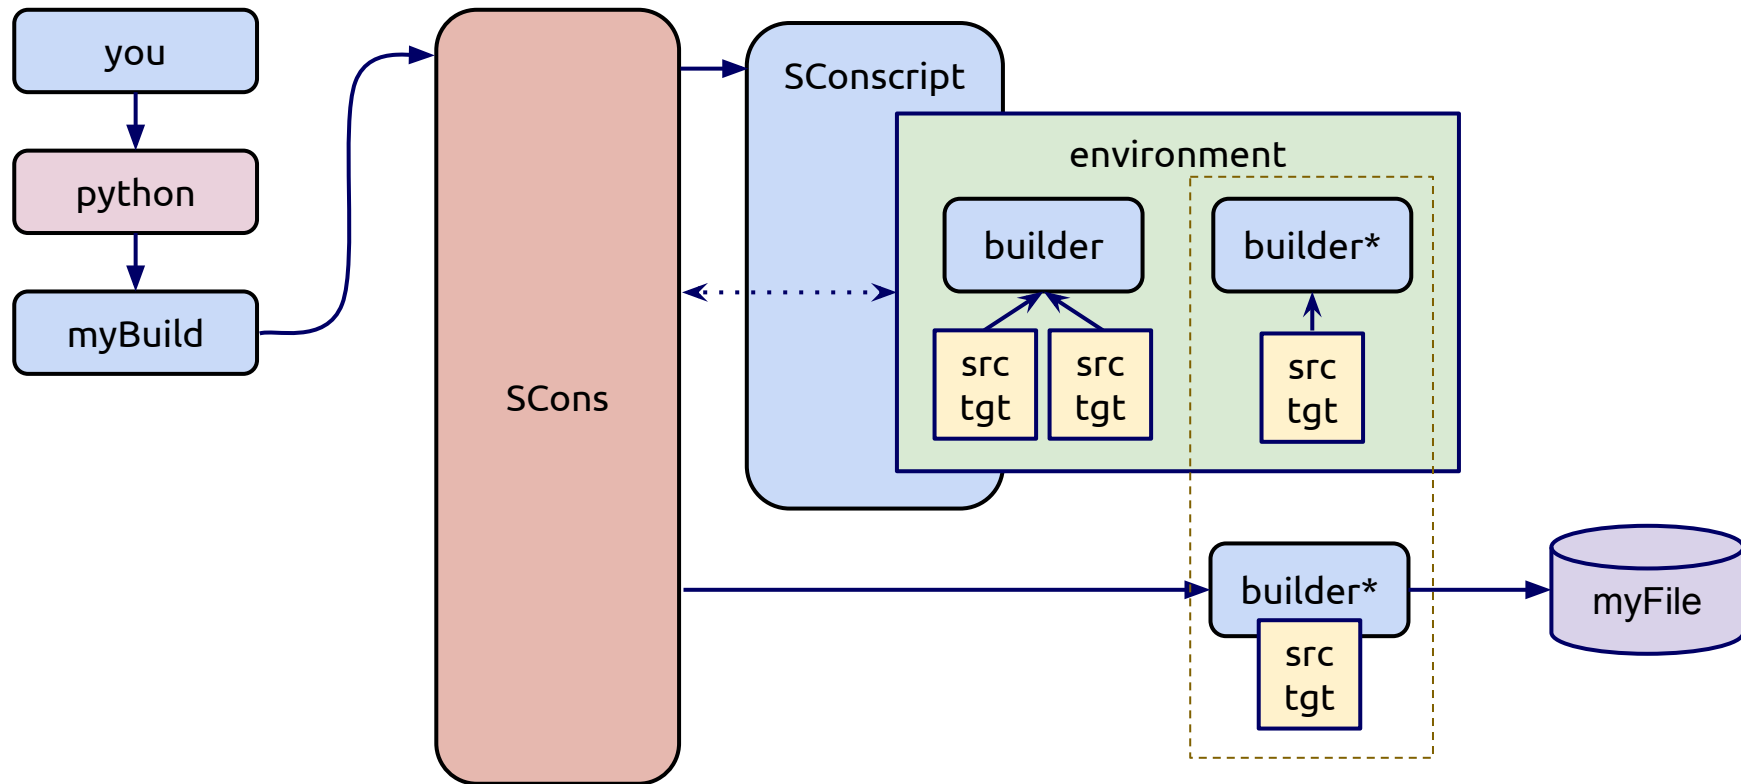 you
python
myBuild
SCons
SConscript
environment
builder
builder*
src
tgt
src
tgt
src
tgt
builder*
src
tgt
myFile